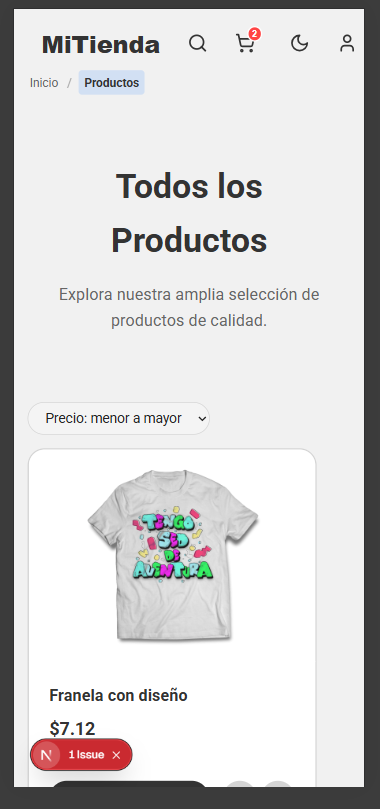 MiTienda
2
Inicio / Productos
Todos los
Productos
Explora nuestra amplia selección de
productos de calidad.
Precio: menor a mayor
TENGO
SED
DE
AVENTURA
Franela con diseño
$7.12
N 1 Issue ×